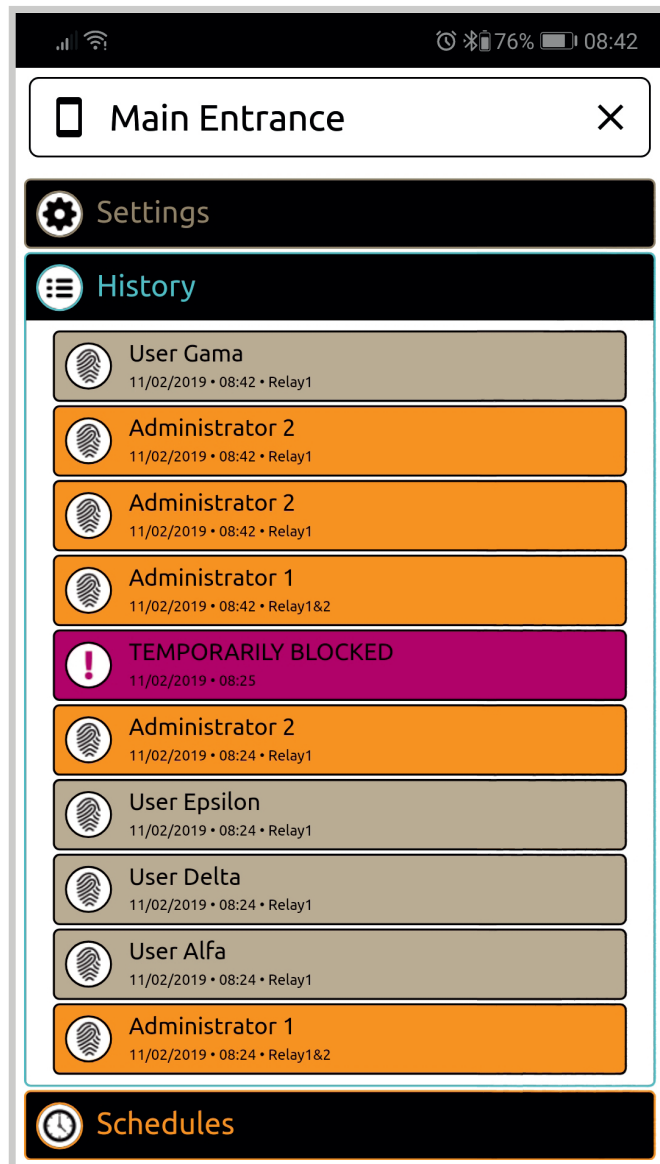 76% 08:42
Main Entrance
Settings
History
User Gama
11/02/2019 • 08:42 • Relay1
Administrator 2
11/02/2019 • 08:42 • Relay1
Administrator 2
11/02/2019 • 08:42 • Relay1
Administrator 1
11/02/2019 • 08:42 • Relay1&2
TEMPORARILY BLOCKED
11/02/2019 • 08:25
Administrator 2
11/02/2019 • 08:24 • Relay1
User Epsilon
11/02/2019 • 08:24 • Relay1
User Delta
11/02/2019 • 08:24 • Relay1
User Alfa
11/02/2019 • 08:24 • Relay1
Administrator 1
11/02/2019 • 08:24 • Relay1&2
Schedules